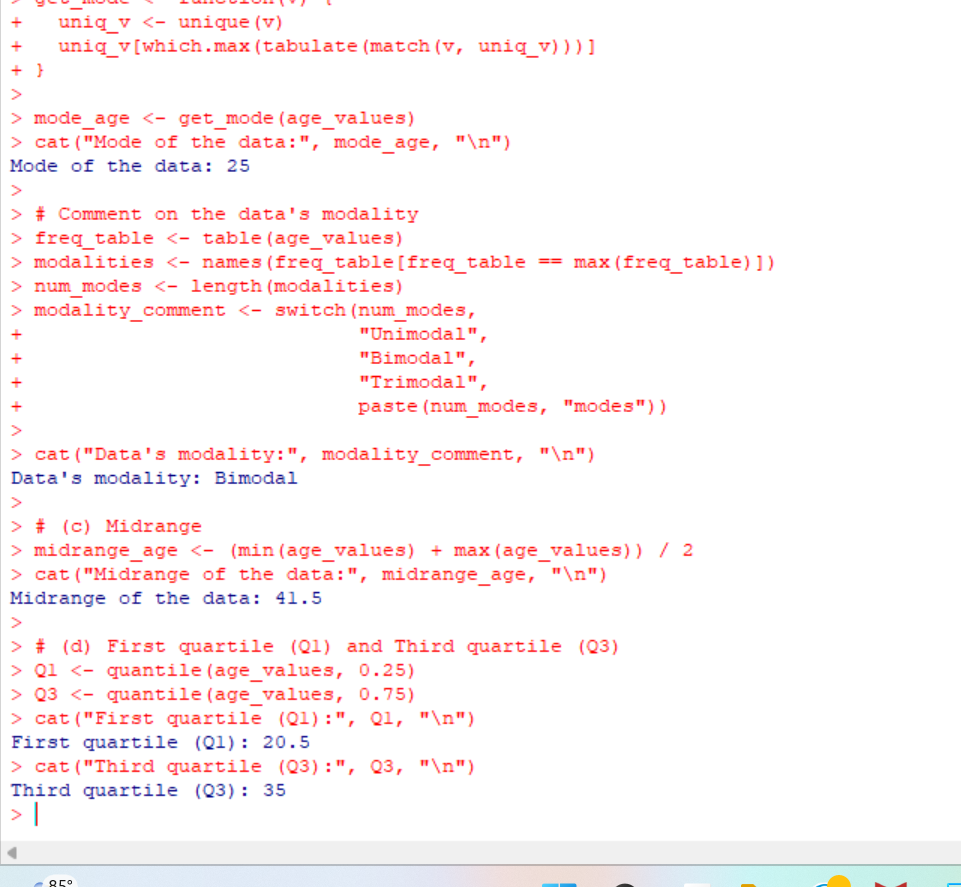 > get_mode <- function(v) {
+   uniq_v <- unique(v)
+   uniq_v[which.max(tabulate(match(v, uniq_v)))]
+ }
>
> mode_age <- get_mode(age_values)
> cat("Mode of the data:", mode_age, "\n")
Mode of the data: 25
>
> # Comment on the data's modality
> freq_table <- table(age_values)
> modalities <- names(freq_table[freq_table == max(freq_table)])
> num_modes <- length(modalities)
> modality_comment <- switch(num_modes,
+                            "Unimodal",
+                            "Bimodal",
+                            "Trimodal",
+                            paste(num_modes, "modes"))
>
> cat("Data's modality:", modality_comment, "\n")
Data's modality: Bimodal
>
> # (c) Midrange
> midrange_age <- (min(age_values) + max(age_values)) / 2
> cat("Midrange of the data:", midrange_age, "\n")
Midrange of the data: 41.5
>
> # (d) First quartile (Q1) and Third quartile (Q3)
> Q1 <- quantile(age_values, 0.25)
> Q3 <- quantile(age_values, 0.75)
> cat("First quartile (Q1):", Q1, "\n")
First quartile (Q1): 20.5
> cat("Third quartile (Q3):", Q3, "\n")
Third quartile (Q3): 35
>
85°